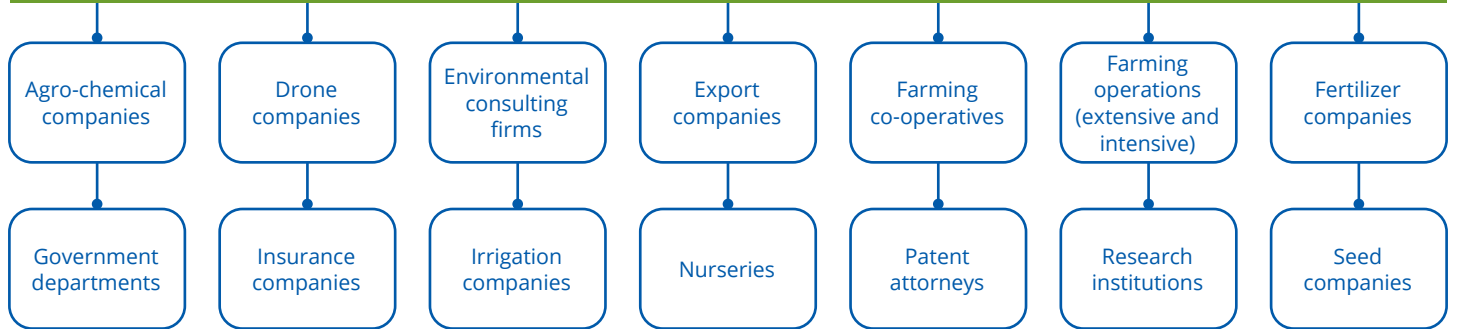 Agro-chemical
companies
Drone
companies
Environmental
consulting
firms
Export
companies
Farming
co-operatives
Farming
operations
(extensive and
intensive)
Fertilizer
companies
Government
departments
Insurance
companies
Irrigation
companies
Nurseries
Patent
attorneys
Research
institutions
Seed
companies